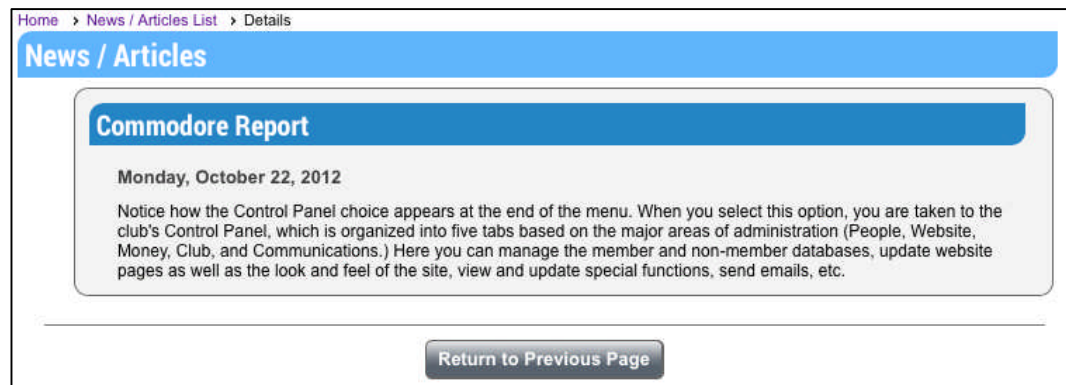 Home > News / Articles List > Details
News / Articles
Commodore Report
Monday, October 22, 2012
Notice how the Control Panel choice appears at the end of the menu. When you select this option, you are taken to the
club's Control Panel, which is organized into five tabs based on the major areas of administration (People, Website,
Money, Club, and Communications.) Here you can manage the member and non-member databases, update website
pages as well as the look and feel of the site, view and update special functions, send emails, etc.
Return to Previous Page